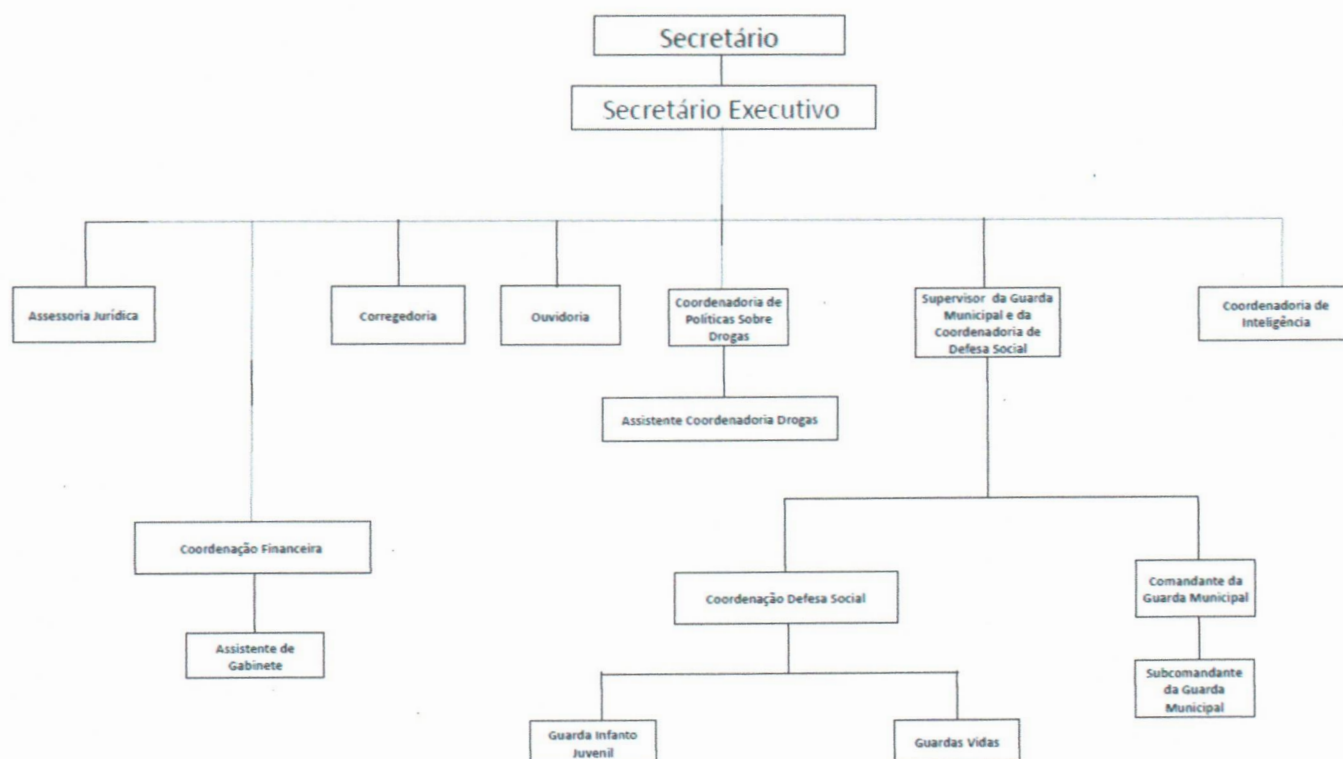 Secretário
Secretário Executivo
Assessoria Jurídica
Corregedoria
Ouvidoria
Coordenadoria de
Políticas Sobre
Drogas
Supervisor da Guarda
Municipal e da
Coordenadoria de
Defesa Social
Coordenadoria de
Inteligência
Assistente Coordenadoria Drogas
Coordenação Financeira
Assistente de
Gabinete
Coordenação Defesa Social
Comandante da
Guarda Municipal
Subcomandante
da Guarda
Municipal
Guarda Infanto
Juvenil
Guardas Vidas